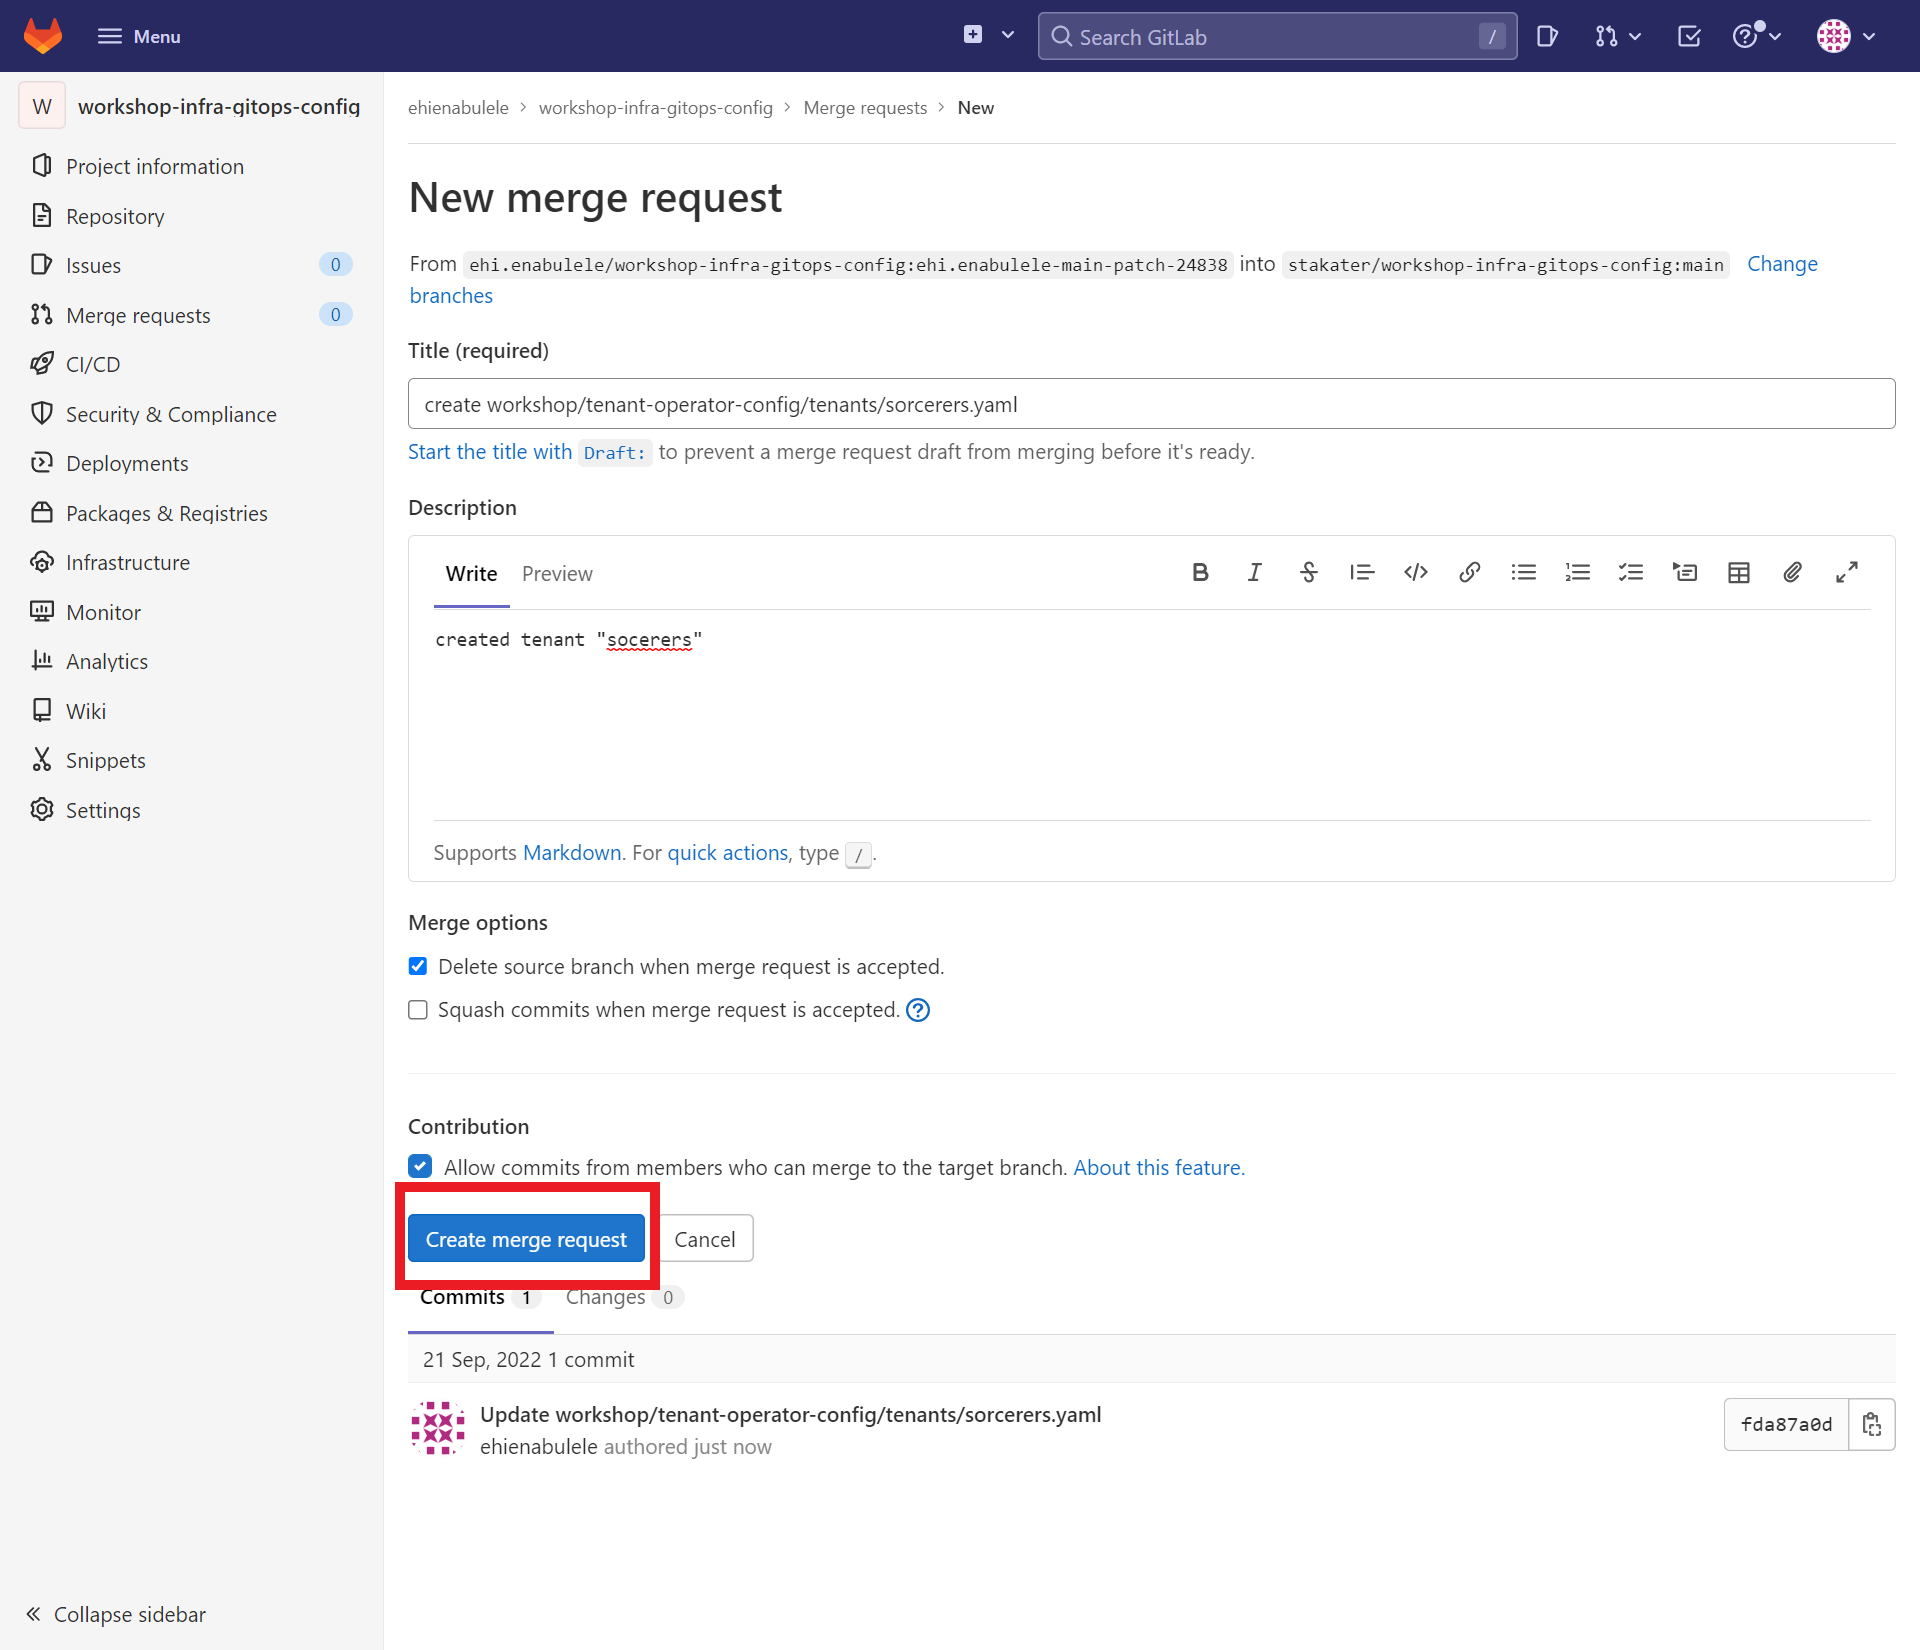 Menu
Search GitLab /
W workshop-infra-gitops-config
Project information
Repository
Issues 0
Merge requests 0
CI/CD
Security & Compliance
Deployments
Packages & Registries
Infrastructure
Monitor
Analytics
Wiki
Snippets
Settings
Collapse sidebar
ehienabulele > workshop-infra-gitops-config > Merge requests > New
New merge request
From ehi.enabulele/workshop-infra-gitops-config:ehi.enabulele-main-patch-24838 into stakater/workshop-infra-gitops-config:main Change
branches
Title (required)
create workshop/tenant-operator-config/tenants/sorcerers.yaml
Start the title with Draft: to prevent a merge request draft from merging before it's ready.
Description
Write Preview
created tenant "socerers"
Supports Markdown. For quick actions, type /.
Merge options
Delete source branch when merge request is accepted.
Squash commits when merge request is accepted.
Contribution
Allow commits from members who can merge to the target branch. About this feature.
Create merge request Cancel
Commits 1 Changes 0
21 Sep, 2022 1 commit
Update workshop/tenant-operator-config/tenants/sorcerers.yaml
ehienabulele authored just now
fda87a0d